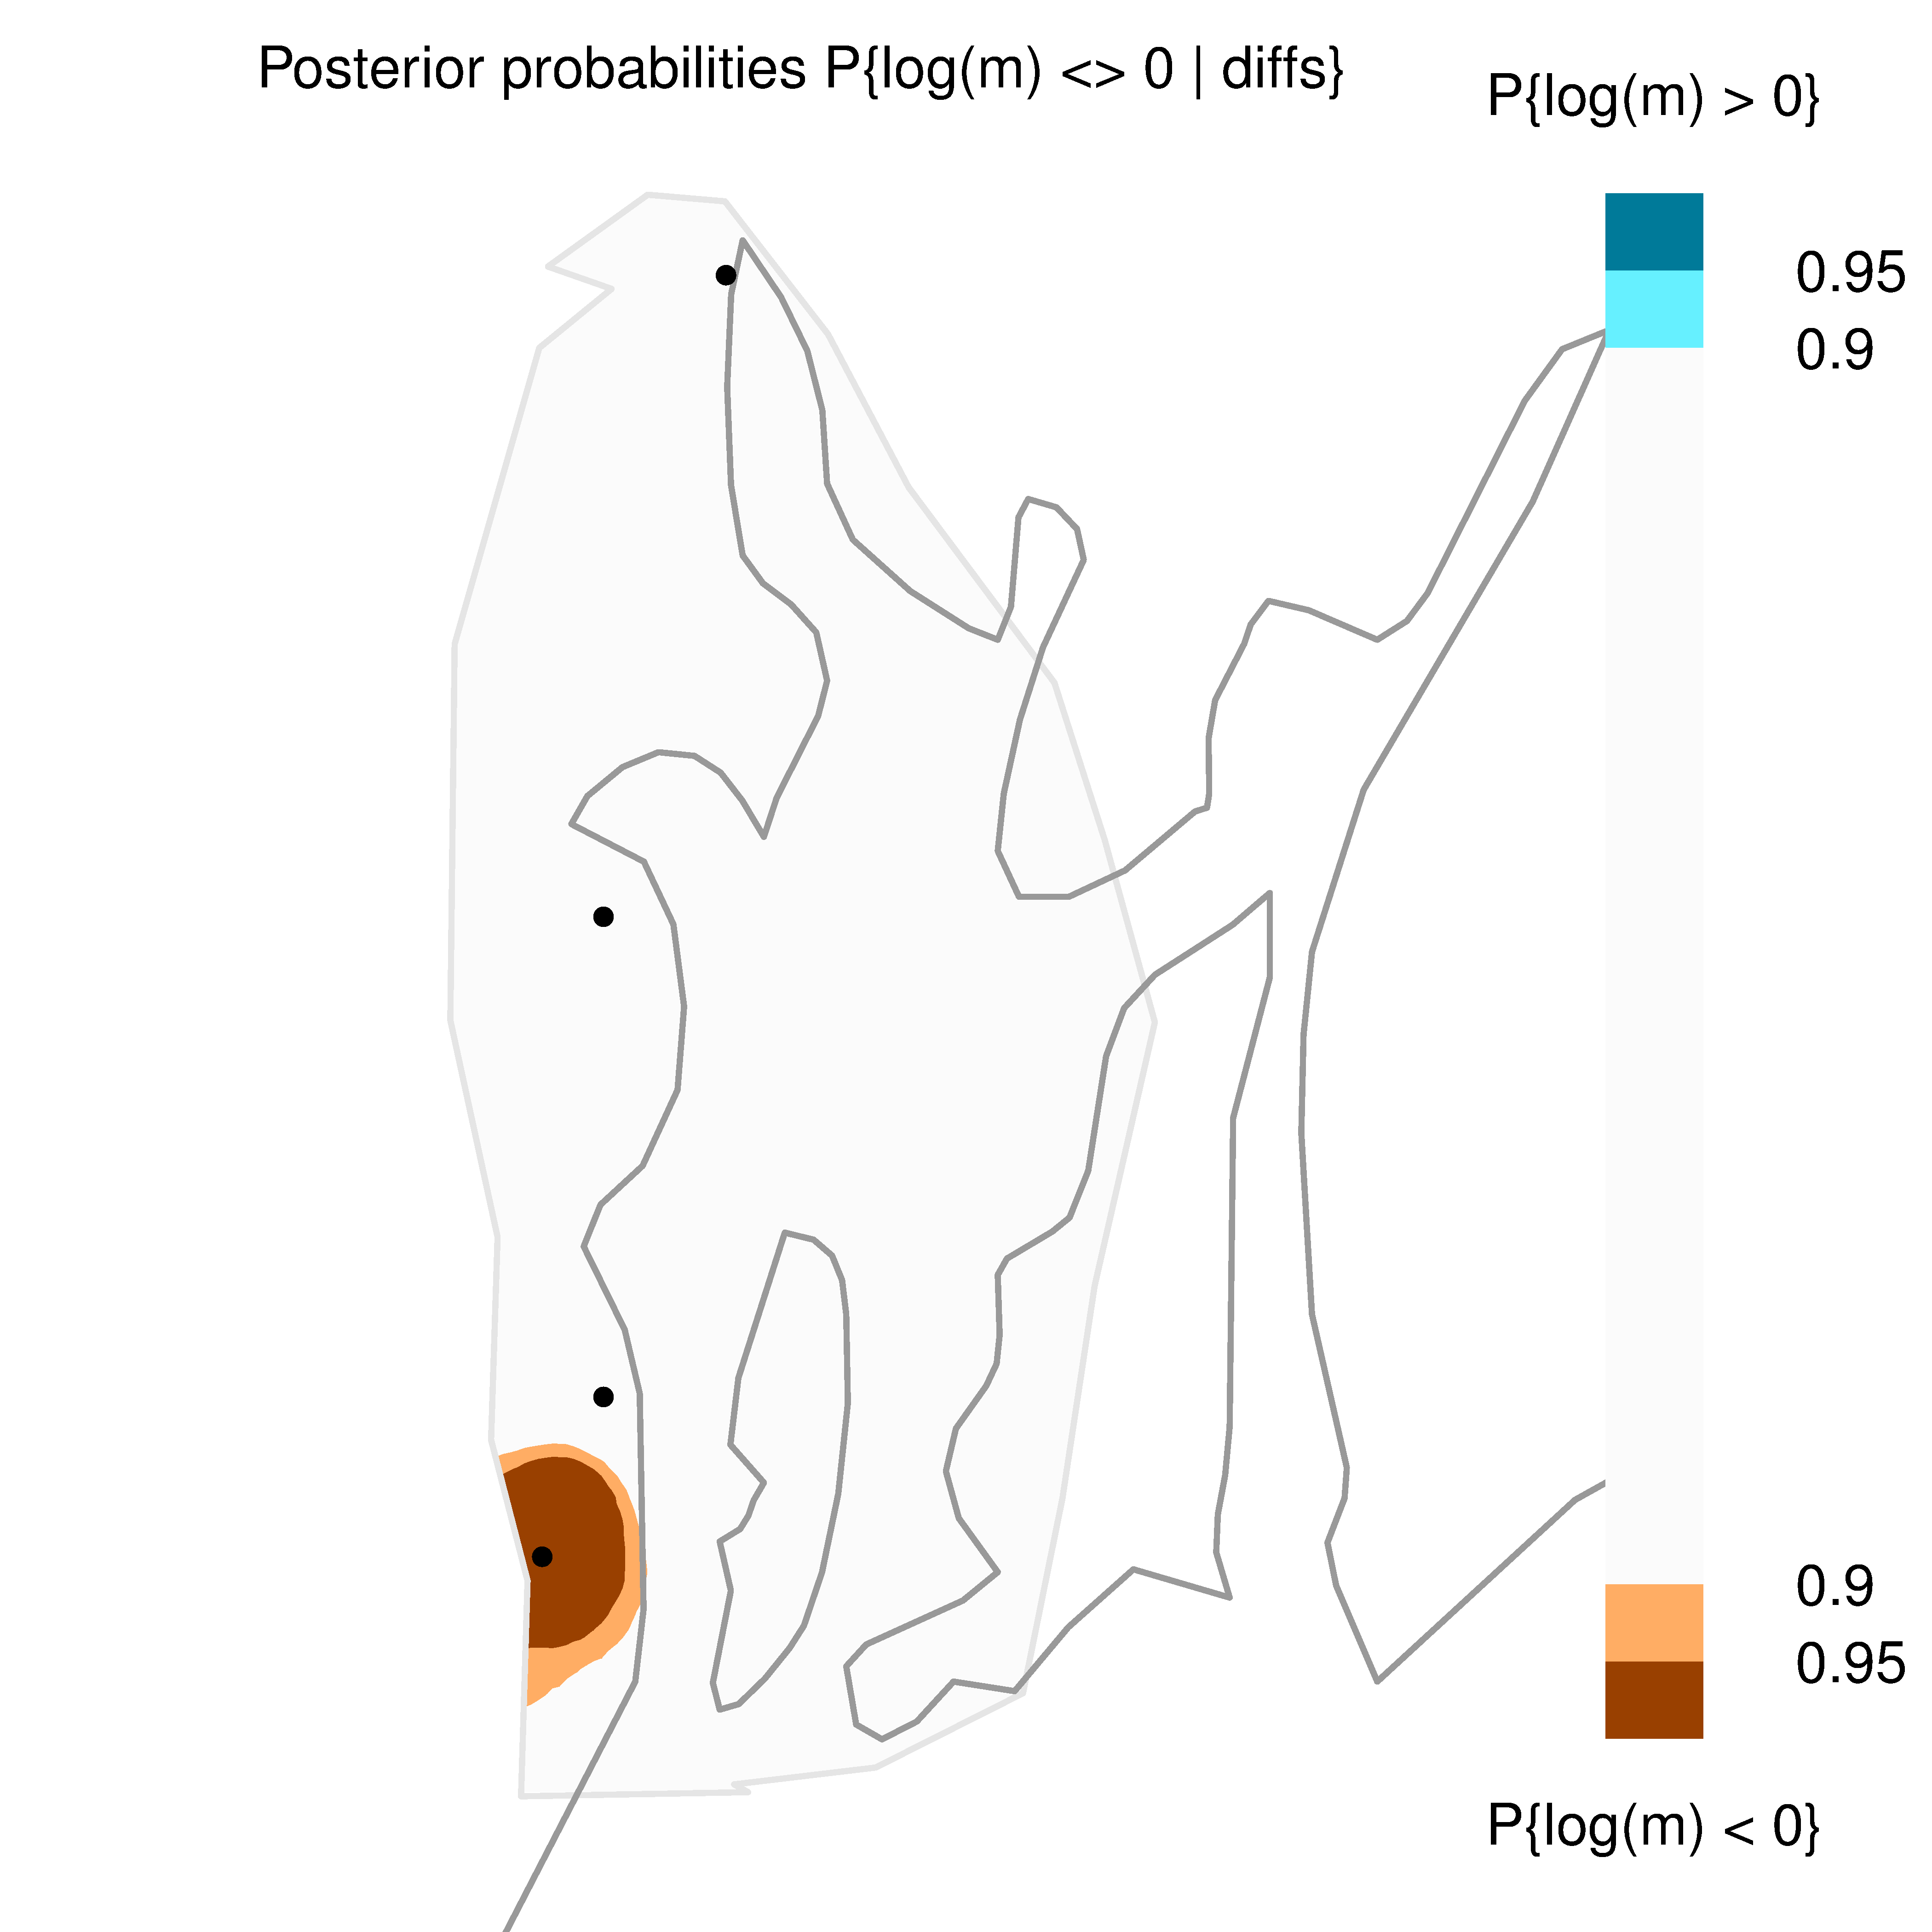 Posterior probabilities P{log(m) <> 0 | diffs}
P{log(m) > 0}
0.95
0.9
0.9
0.95
P{log(m) < 0}